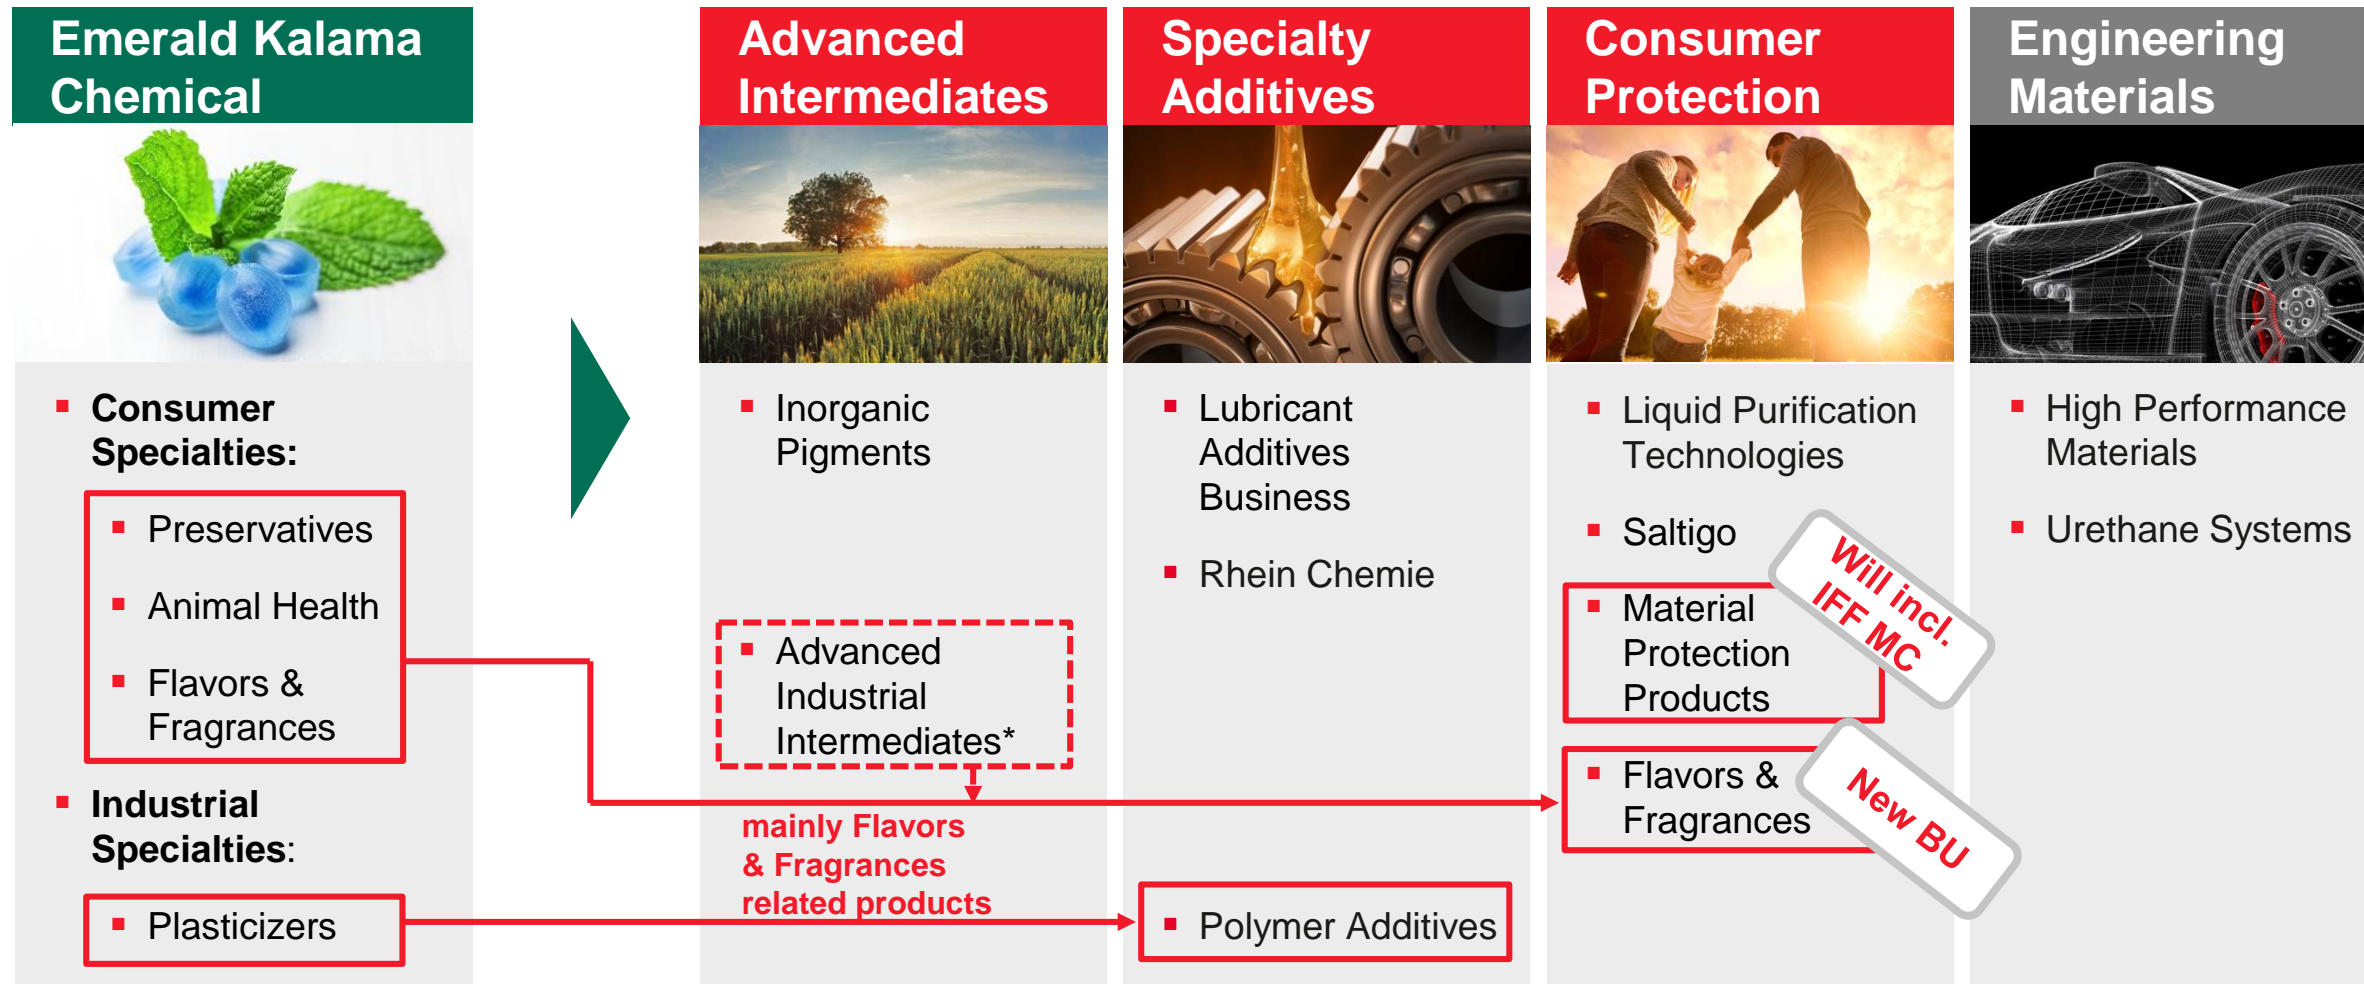 Emerald Kalama
Chemical
Consumer
Specialties:
Preservatives
Animal Health
Flavors &
Fragrances
Industrial
Specialties:
Plasticizers
Advanced
Intermediates
Inorganic
Pigments
Advanced
Industrial
Intermediates*
mainly Flavors
& Fragrances
related products
Specialty
Additives
Lubricant
Additives
Business
Rhein Chemie
Polymer Additives
Consumer
Protection
Liquid Purification
Technologies
Saltigo
Material
Protection
Products
Will incl.
IFF MC
Flavors &
Fragrances
New BU
Engineering
Materials
High Performance
Materials
Urethane Systems